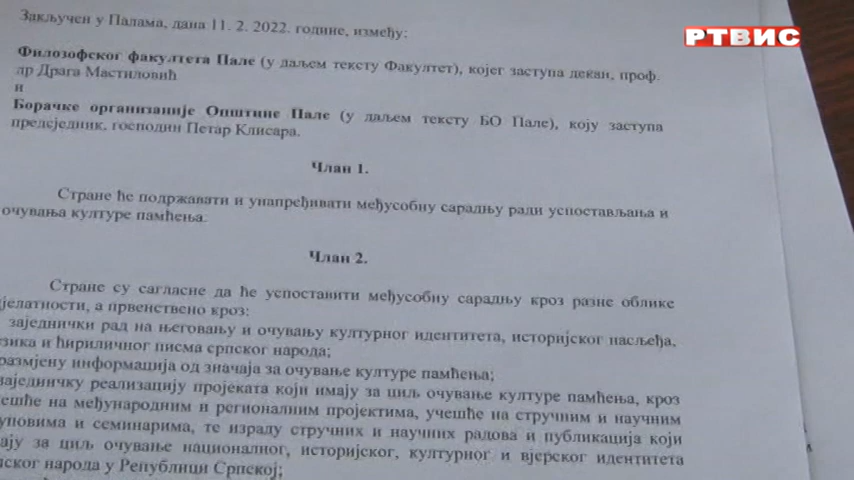 РТВИС
Закључен у Палама, дана 11. 2. 2022. године, између:
Филозофског факултета Пале (у даљем тексту Факултет), којег заступа декан, проф.
др Драга Мастиловић
и
Борачке организације Општине Пале (у даљем тексту БО Пале), коју заступа
предсједник, господин Петар Клисара.
Члан 1.
Стране ће подржавати и унапређивати међусобну сарадњу ради успостављања и
очувања културе памћења.
Члан 2.
Стране су сагласне да ће успоставити међусобну сарадњу кроз разне облике
дјелатности, а првенствено кроз:
заједнички рад на његовању и очувању културног идентитета, историјског насљеђа,
зика и ћириличног писма српског народа;
размјену информација од значаја за очување културе памћења;
заједничку реализацију пројеката који имају за циљ очување културе памћења, кроз
чешће на међународним и регионалним пројектима, учешће на стручним и научним
уповима и семинарима, те израду стручних и научних радова и публикација који
ају за циљ очување националног, историјског, културног и вјерског идентитета
ског народа у Републици Српској;